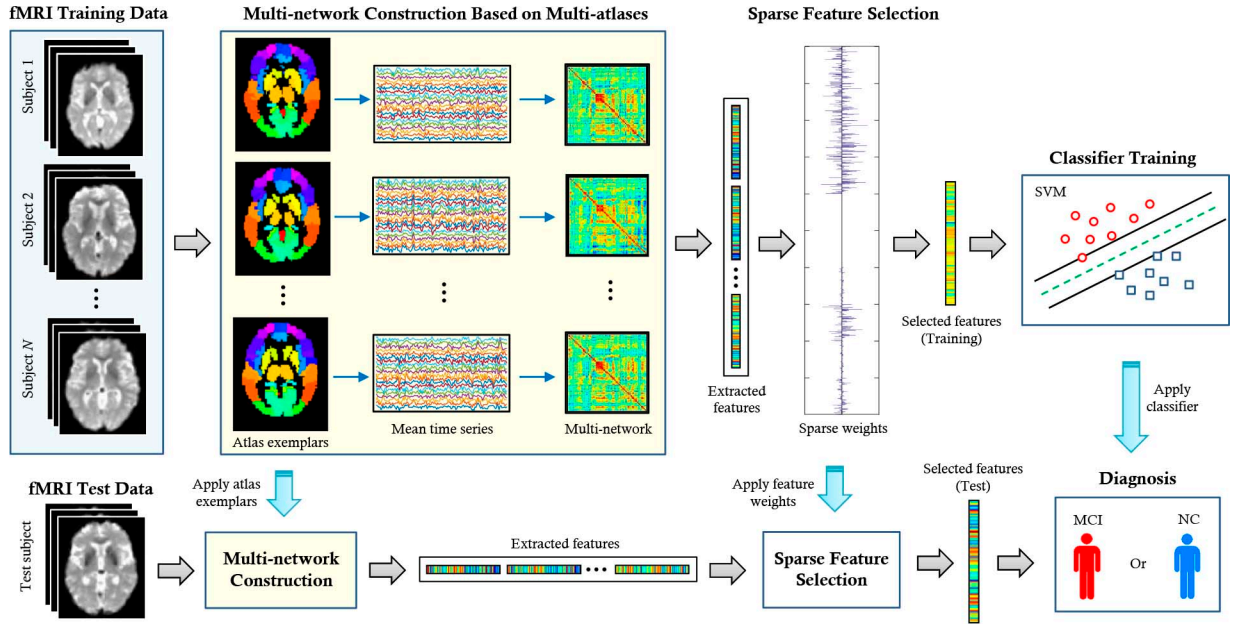 fMRI Training Data
Multi-network Construction Based on Multi-atlases
Sparse Feature Selection
Subject 1
Subject 2
Subject N
Atlas exemplars
Mean time series
Multi-network
Extracted
features
Sparse weights
Selected features
(Training)
Classifier Training
SVM
Apply
classifier
fMRI Test Data
Test subject
Apply atlas
exemplars
Multi-network
Construction
Extracted features
Apply feature
weights
Sparse Feature
Selection
Selected features
(Test)
Diagnosis
MCI
NC
Or